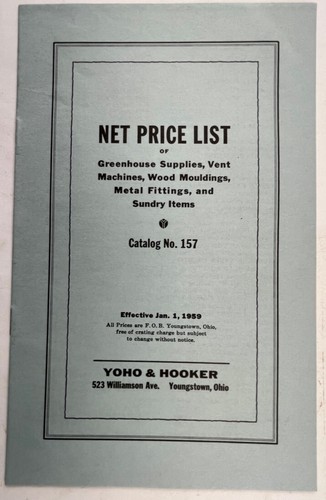 NET PRICE LIST
OF
Greenhouse Supplies, Vent
Machines, Wood Mouldings,
Metal Fittings, and
Sundry Items
Catalog No. 157
Effective Jan. 1, 1959
All Prices are F. O. B. Youngstown, Ohio,
free of crating charge but subject
to change without notice.
YOHO & HOOKER
523 Williamson Ave. Youngstown, Ohio